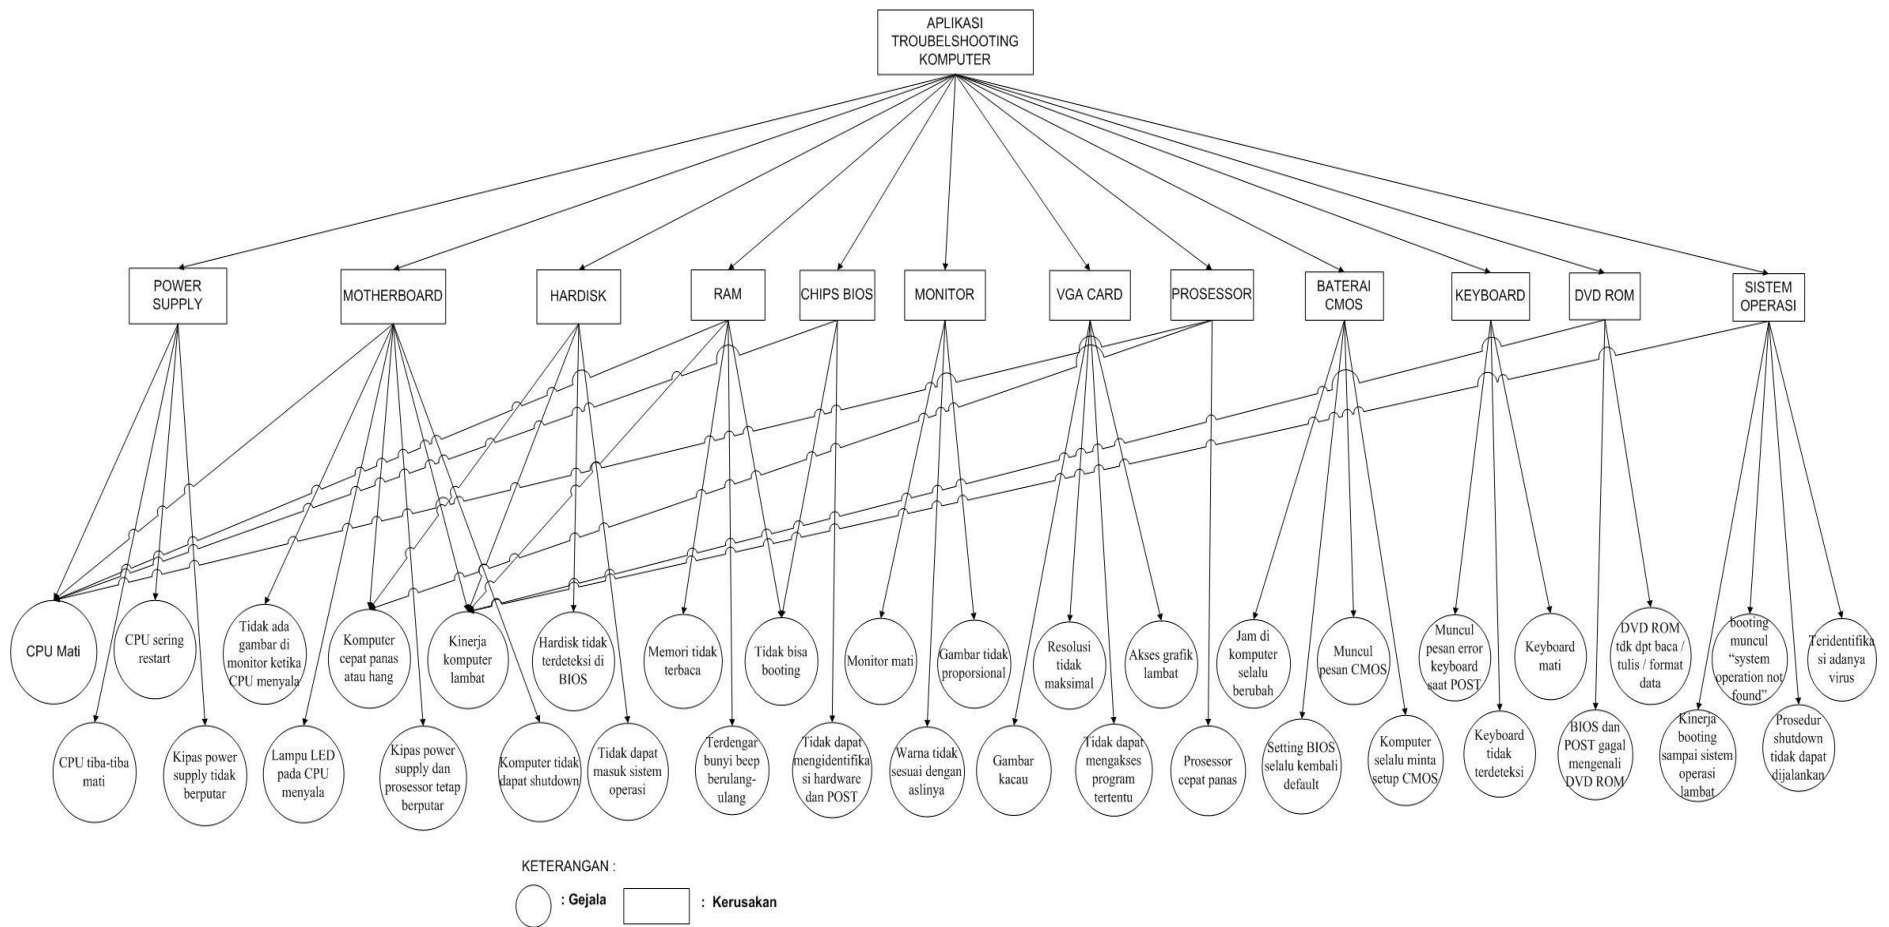 APLIKASI
TROUBELSHOOTING
KOMPUTER
POWER
SUPPLY
MOTHERBOARD
HARDISK
RAM
CHIPS BIOS
MONITOR
VGA CARD
PROSESSOR
BATERAI
CMOS
KEYBOARD
DVD ROM
SISTEM
OPERASI
CPU Mati
CPU sering
restart
Tidak ada
gambar di
monitor ketika
CPU menyala
Komputer
cepat panas
atau hang
Kinerja
komputer
lambat
Hardisk tidak
terdeteksi di
BIOS
Memori tidak
terbaca
Tidak bisa
booting
Monitor mati
Gambar tidak
proporsional
Resolusi
tidak
maksimal
Akses grafik
lambat
Jam di
komputer
selalu
berubah
Muncul
pesan CMOS
Muncul
pesan error
keyboard
saat POST
Keyboard
mati
DVD ROM
tdk dpt baca /
tulis / format
data
booting
muncul
“system
operation not
found”
Teridentifika
si adanya
virus
CPU tiba-tiba
mati
Kipas power
supply tidak
berputar
Lampu LED
pada CPU
menyala
Kipas power
supply dan
prosessor tetap
berputar
Komputer tidak
dapat shutdown
Tidak dapat
masuk sistem
operasi
Terdengar
bunyi beep
berulang-
ulang
Tidak dapat
mengidentifika
si hardware
dan POST
Warna tidak
sesuai dengan
aslinya
Gambar
kacau
Tidak dapat
mengakses
program
tertentu
Prosessor
cepat panas
Setting BIOS
selalu kembali
default
Komputer
selalu minta
setup CMOS
Keyboard
tidak
terdeteksi
BIOS dan
POST gagal
mengenali
DVD ROM
Kinerja
booting
sampai sistem
operasi
lambat
Prosedur
shutdown
tidak dapat
dijalankan
KETERANGAN :
: Gejala
: Kerusakan